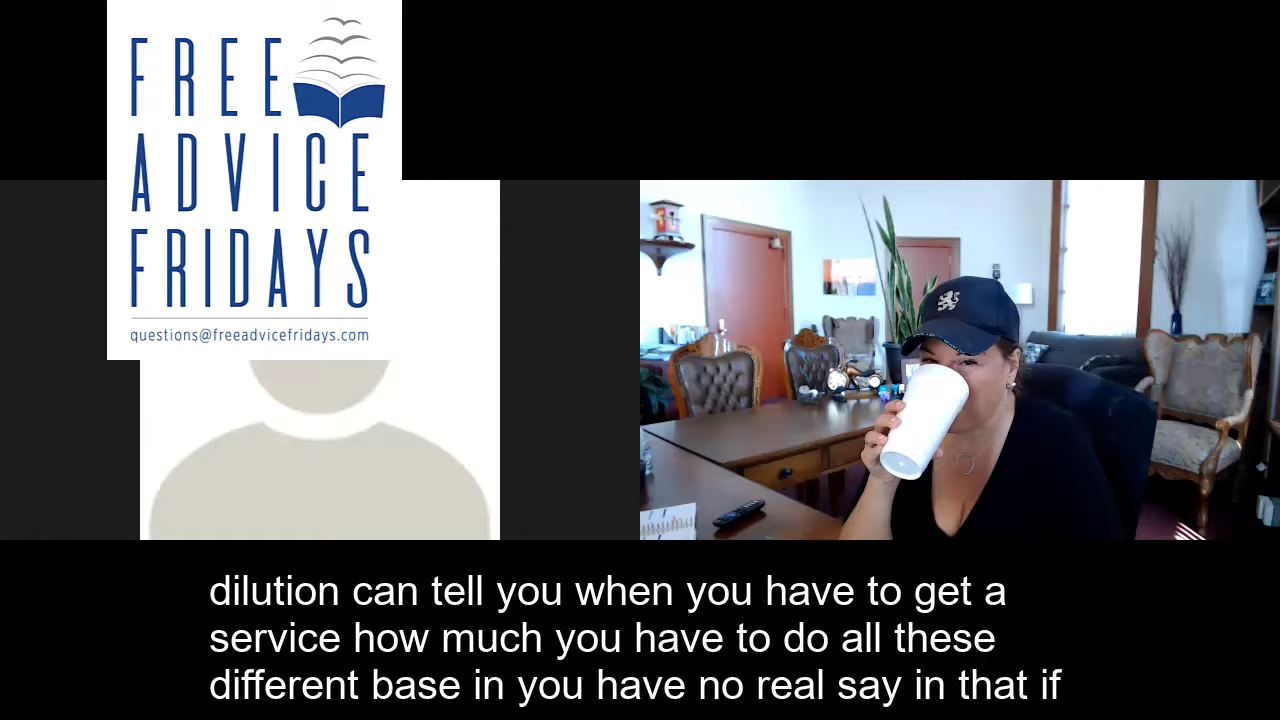 FREE
ADVICE
FRIDAYS
questions@freeadvicefridays.com
dilution can tell you when you have to get a
service how much you have to do all these
different base in you have no real say in that if